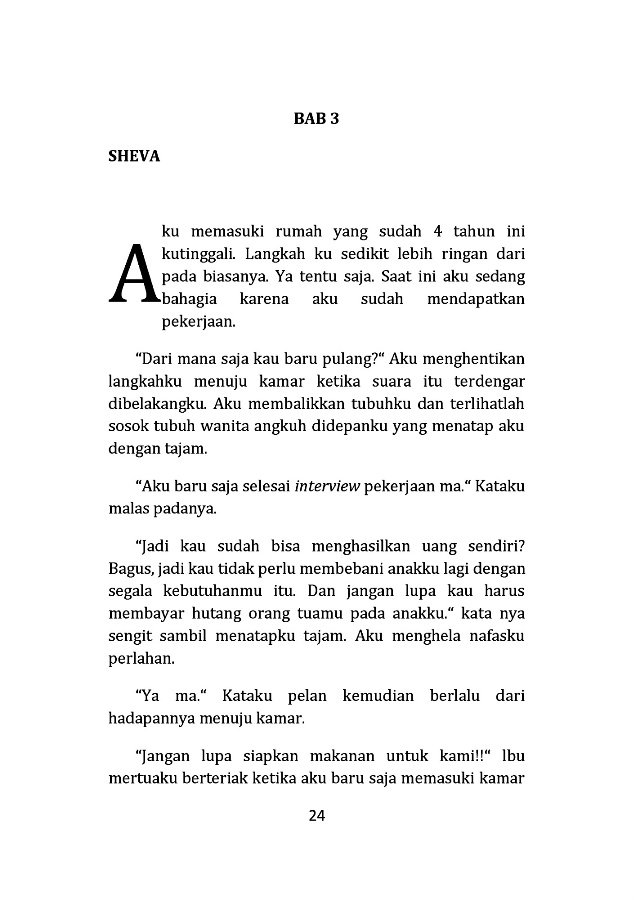 BAB 3
SHEVA
Aku memasuki rumah yang sudah 4 tahun ini
kutinggali. Langkah ku sedikit lebih ringan dari
pada biasanya. Ya tentu saja. Saat ini aku sedang
bahagia karena aku sudah mendapatkan
pekerjaan.
“Dari mana saja kau baru pulang?“ Aku menghentikan
langkahku menuju kamar ketika suara itu terdengar
dibelakangku. Aku membalikkan tubuhku dan terlihatlah
sosok tubuh wanita angkuh didepanku yang menatap aku
dengan tajam.
“Aku baru saja selesai interview pekerjaan ma.“ Kataku
malas padanya.
“Jadi kau sudah bisa menghasilkan uang sendiri?
Bagus, jadi kau tidak perlu membebani anakku lagi dengan
segala kebutuhanmu itu. Dan jangan lupa kau harus
membayar hutang orang tuamu pada anakku.“ kata nya
sengit sambil menatapku tajam. Aku menghela nafasku
perlahan.
“Ya ma.“ Kataku pelan kemudian berlalu dari
hadapannya menuju kamar.
“Jangan lupa siapkan makanan untuk kami!!“ Ibu
mertuaku berteriak ketika aku baru saja memasuki kamar
24